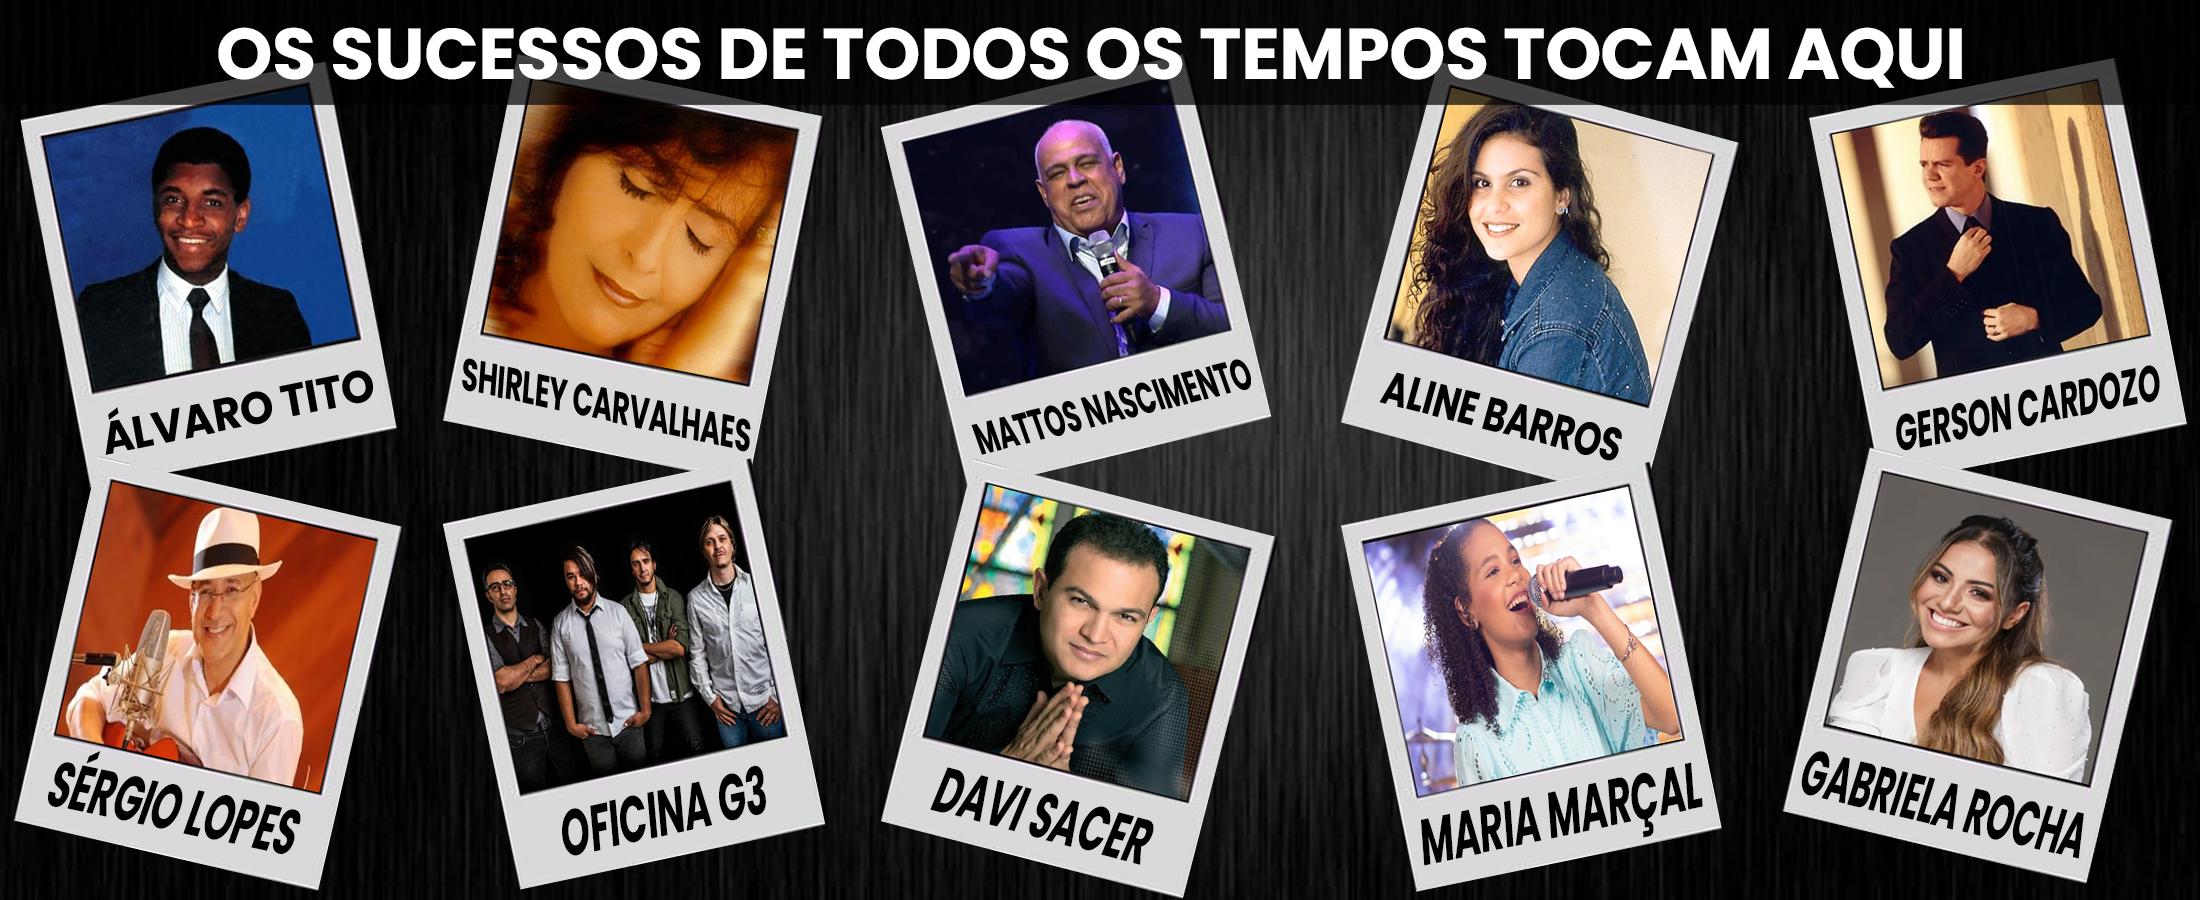 OS SUCESSOS DE TODOS OS TEMPOS TOCAM AQUI
ÁLVARO TITO
SHIRLEY CARVALHAES
MATTOS NASCIMENTO
ALINE BARROS
GERSON CARDOZO
SÉRGIO LOPES
OFICINA G3
DAVI SACER
MARIA MARÇAL
GABRIELA ROCHA